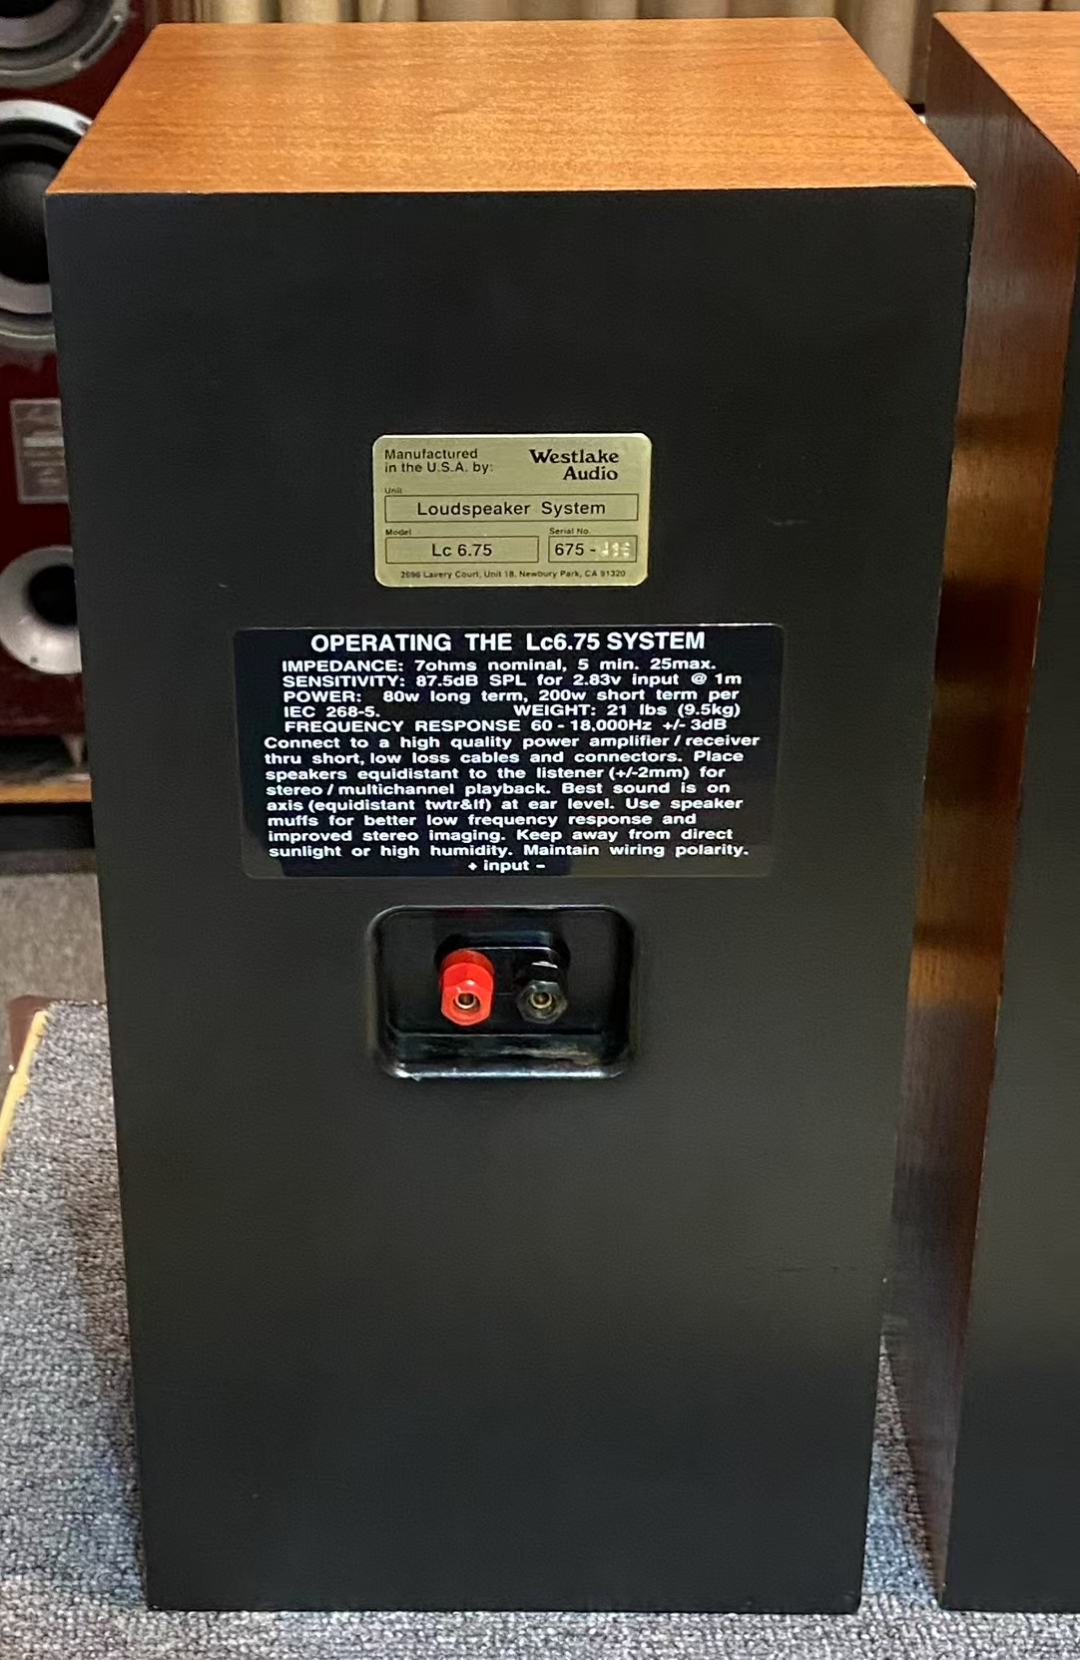 Manufactured
in the U.S.A. by:
Westlake
Audio
Unit
Loudspeaker System
Model
Serial No.
Lc 6.75
675 -
2696 Lavery Court, Unit 18, Newbury Park, CA 91320
OPERATING THE Lc6.75 SYSTEM
IMPEDANCE: 7ohms nominal, 5 min. 25max.
SENSITIVITY: 87.5dB SPL for 2.83v input @ 1m
POWER: 80w long term, 200w short term per
IEC 268-5. WEIGHT: 21 lbs (9.5kg)
FREQUENCY RESPONSE 60 - 18,000Hz +/- 3dB
Connect to a high quality power amplifier / receiver
thru short, low loss cables and connectors. Place
speakers equidistant to the listener (+/-2mm) for
stereo / multichannel playback. Best sound is on
axis (equidistant twtr&lf) at ear level. Use speaker
muffs for better low frequency response and
improved stereo imaging. Keep away from direct
sunlight or high humidity. Maintain wiring polarity.
+ input -